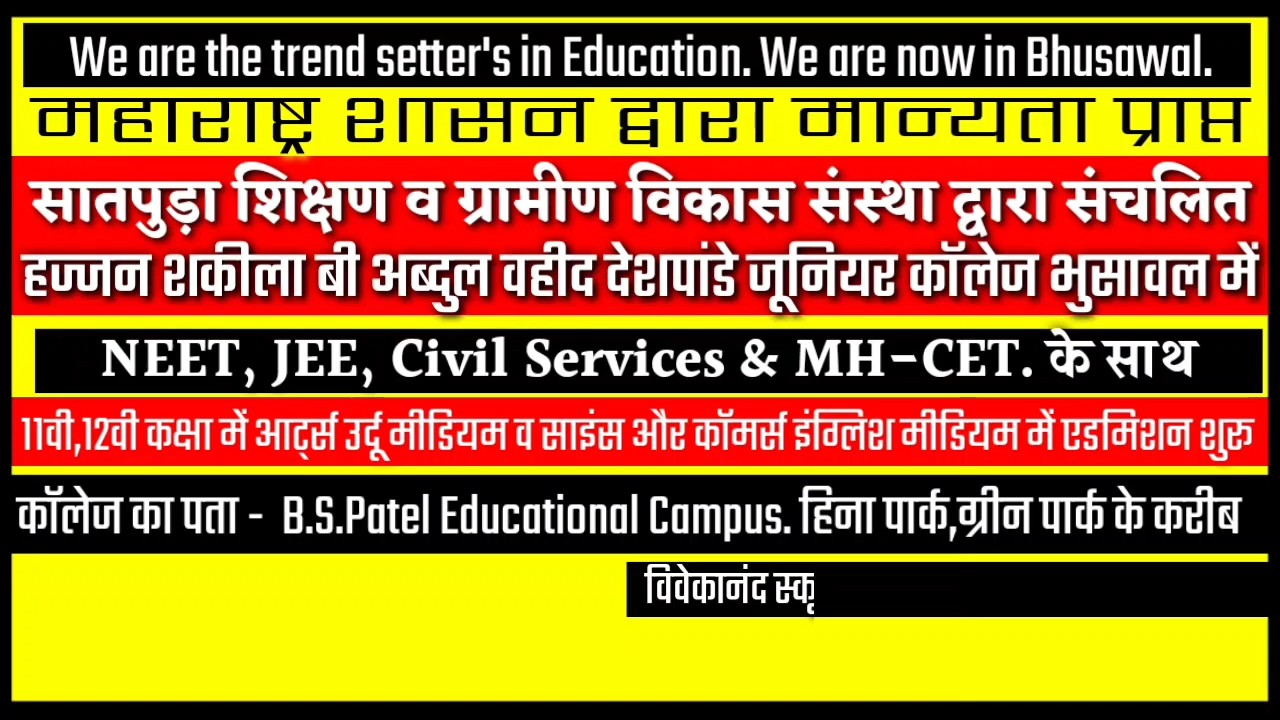 We are the trend setter's in Education. We are now in Bhusawal.
महाराष्ट्र शासन द्वारा मान्यता प्राप्त
सातपुड़ा शिक्षण व ग्रामीण विकास संस्था द्वारा संचलित
हज्जन शकीला बी अब्दुल वहीद देशपांडे जूनियर कॉलेज भुसावल में
NEET, JEE, Civil Services & MH-CET. के साथ
11वी,12वी कक्षा में आर्ट्स उर्दू मीडियम व साइंस और कॉमर्स इंग्लिश मीडियम में एडमिशन शुरू
कॉलेज का पता - B.S.Patel Educational Campus. हिना पार्क,ग्रीन पार्क के करीब
विवेकानंद